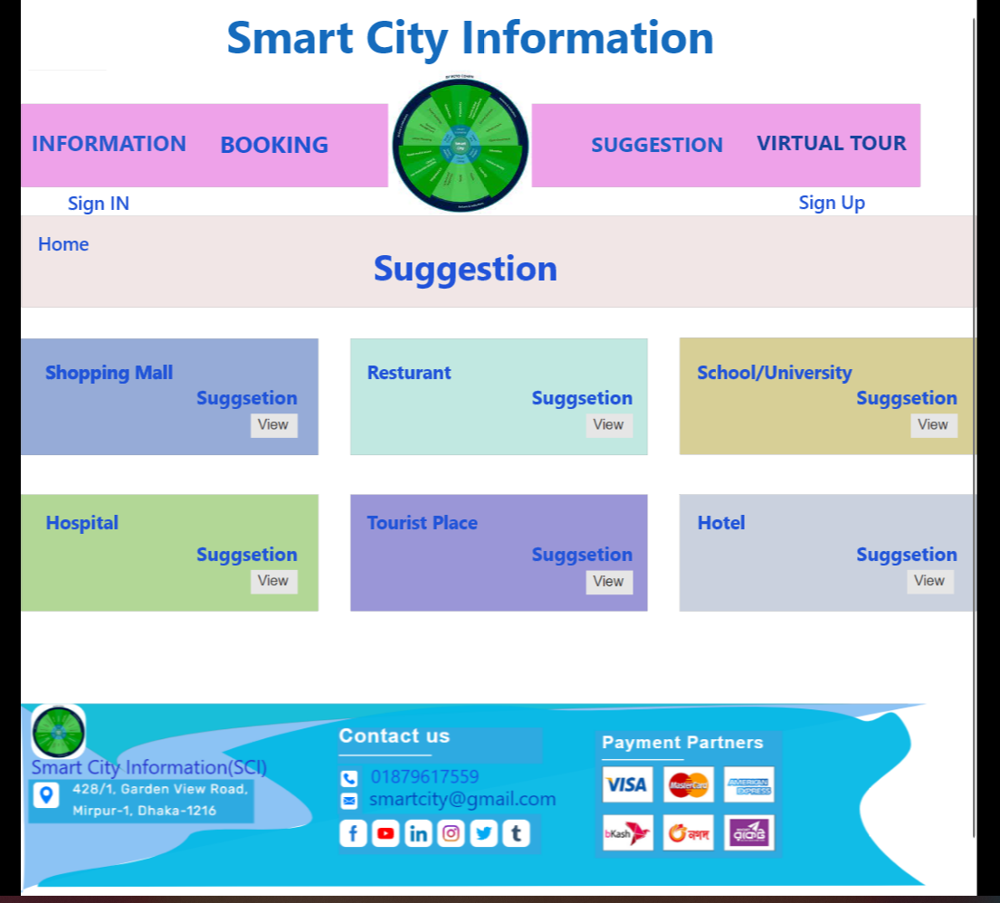 Smart City Information
INFORMATION
BOOKING
Smart City
SUGGESTION
VIRTUAL TOUR
Sign IN
Sign Up
Home
Suggestion
Shopping Mall
Suggsetion
View
Resturant
Suggsetion
View
School/University
Suggsetion
View
Hospital
Suggsetion
View
Tourist Place
Suggsetion
View
Hotel
Suggsetion
View
Smart City Information(SCI)
428/1, Garden View Road,
Mirpur-1, Dhaka-1216
Contact us
01879617559
smartcity@gmail.com
Payment Partners
VISA
MasterCard
AMERICAN
EXPRESS
bKash
নগদ
রকেট